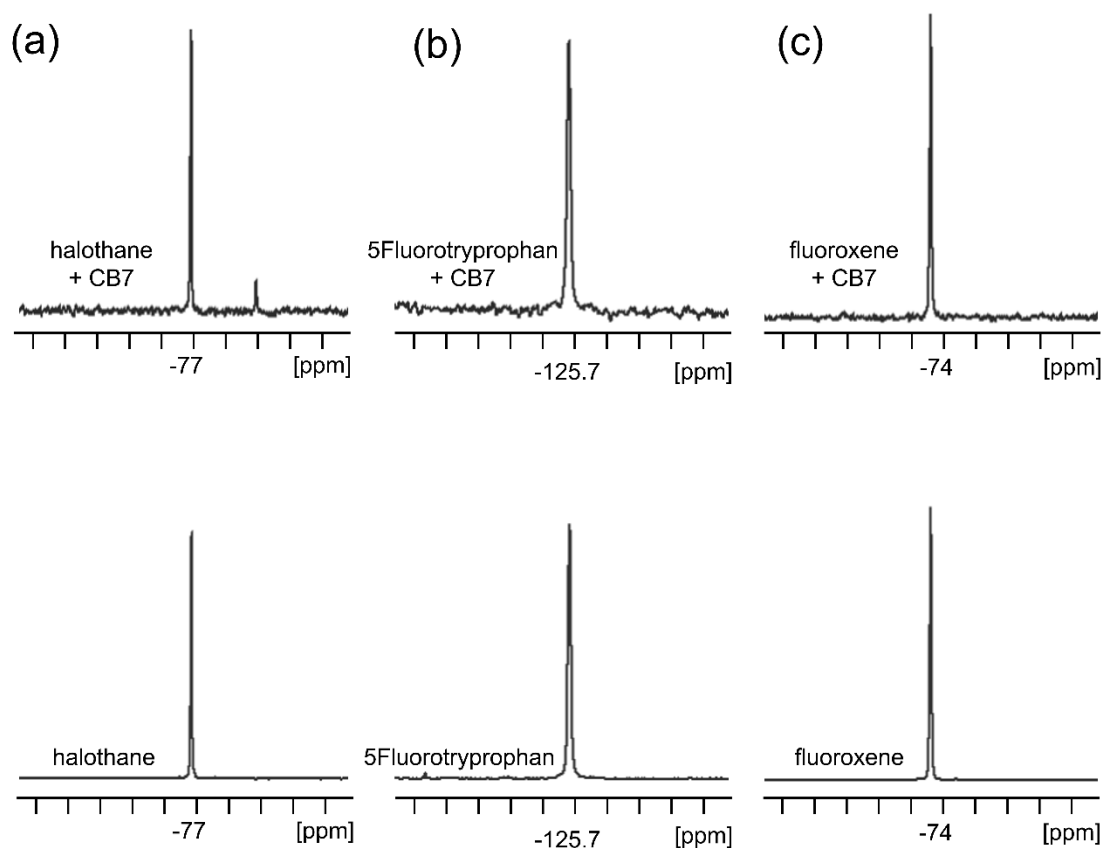 (a)
(b)
(c)
halothane
+ CB7
5Fluorotryprophan
+ CB7
fluoroxene
+ CB7
-77
[ppm]
-125.7
[ppm]
-74
[ppm]
halothane
5Fluorotryprophan
fluoroxene
-77
[ppm]
-125.7
[ppm]
-74
[ppm]